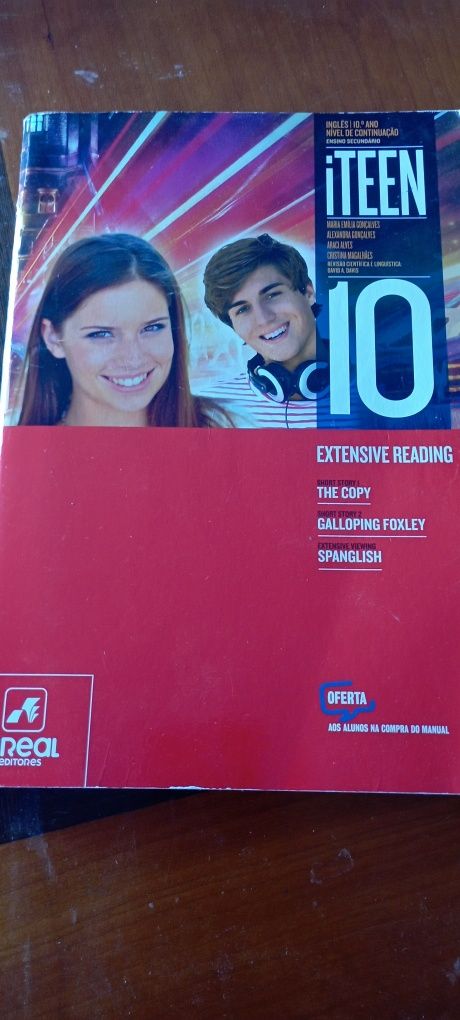 INGLÊS | 10.º ANO
NÍVEL DE CONTINUAÇÃO
ENSINO SECUNDÁRIO
iTEEN
MARIA EMÍLIA GONÇALVES
ALEXANDRA GONÇALVES
ARACI ALVES
CRISTINA MAGALHÃES
REVISÃO CIENTÍFICA E LINGUÍSTICA:
DAVID A. DAVIS
10
EXTENSIVE READING
SHORT STORY 1
THE COPY
SHORT STORY 2
GALLOPING FOXLEY
EXTENSIVE VIEWING
SPANGLISH
OFERTA
AOS ALUNOS NA COMPRA DO MANUAL
REAL
EDITORES